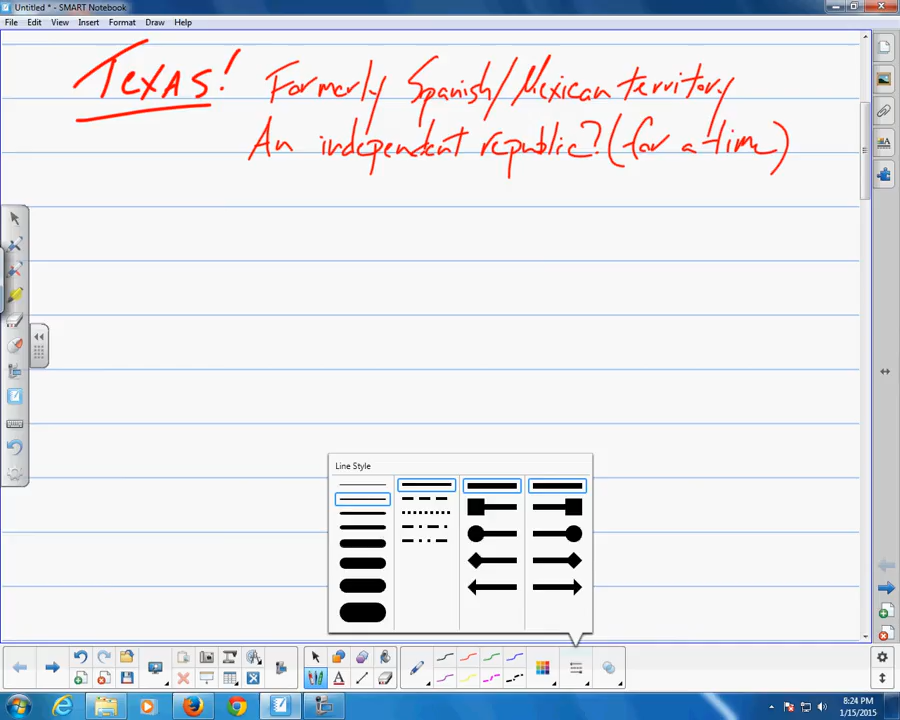 Untitled * - SMART Notebook
File Edit View Insert Format Draw Help
TEXAS! Formerly Spanish/Mexican territory
An independent republic? (for a time)
Line Style
8:24 PM
1/15/2015